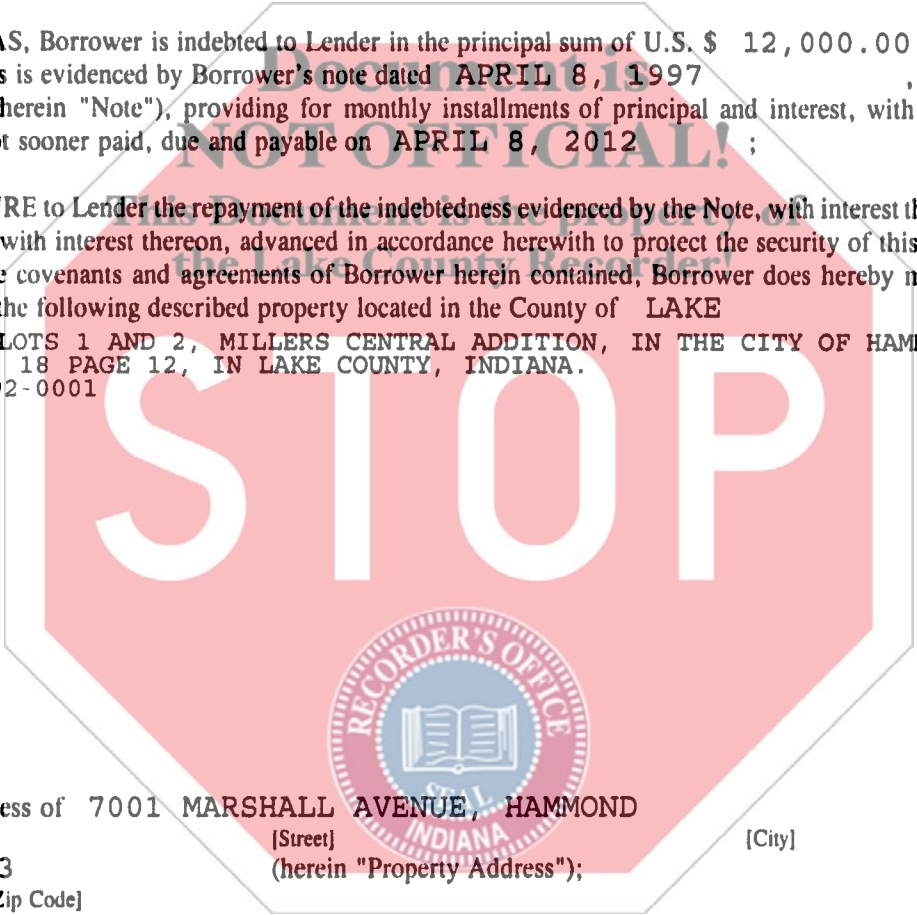 S, Borrower is indebted to Lender in the principal sum of U.S. $ 12,000.00
s is evidenced by Borrower's note dated APRIL 8, 1997 ,
herein "Note"), providing for monthly installments of principal and interest, with
t sooner paid, due and payable on APRIL 8, 2012 ;
Document is
NOT OFFICIAL!
This Document is the property of
the Lake County Recorder!
RE to Lender the repayment of the indebtedness evidenced by the Note, with interest th
with interest thereon, advanced in accordance herewith to protect the security of this
covenants and agreements of Borrower herein contained, Borrower does hereby m
the following described property located in the County of LAKE
LOTS 1 AND 2, MILLERS CENTRAL ADDITION, IN THE CITY OF HAM
18 PAGE 12, IN LAKE COUNTY, INDIANA.
2-0001
STOP
RECORDER'S OFFICE
SEAL
INDIANA
ess of 7001 MARSHALL AVENUE, HAMMOND
[Street] [City]
3 (herein "Property Address");
Zip Code]